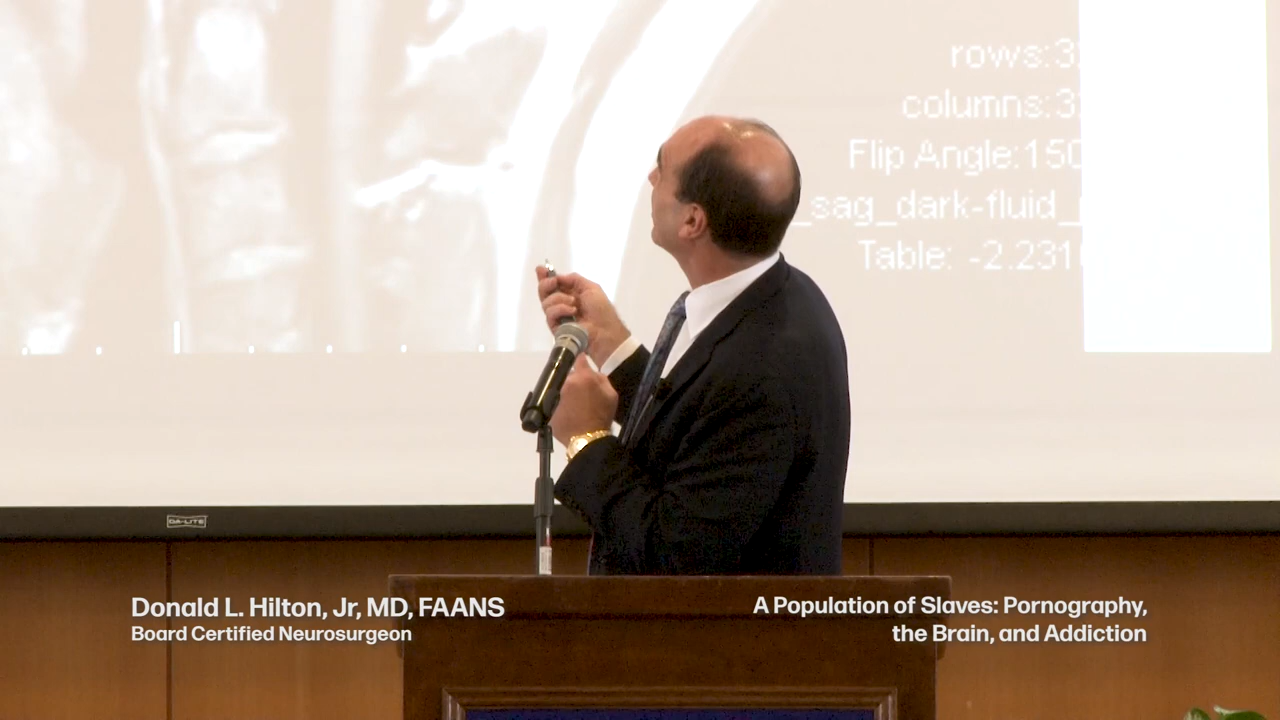 rows:3
columns:3
Flip Angle:150
_sag_dark-fluid_
Table: -2.231
DA-LITE
Donald L. Hilton, Jr, MD, FAANS
Board Certified Neurosurgeon
A Population of Slaves: Pornography,
the Brain, and Addiction